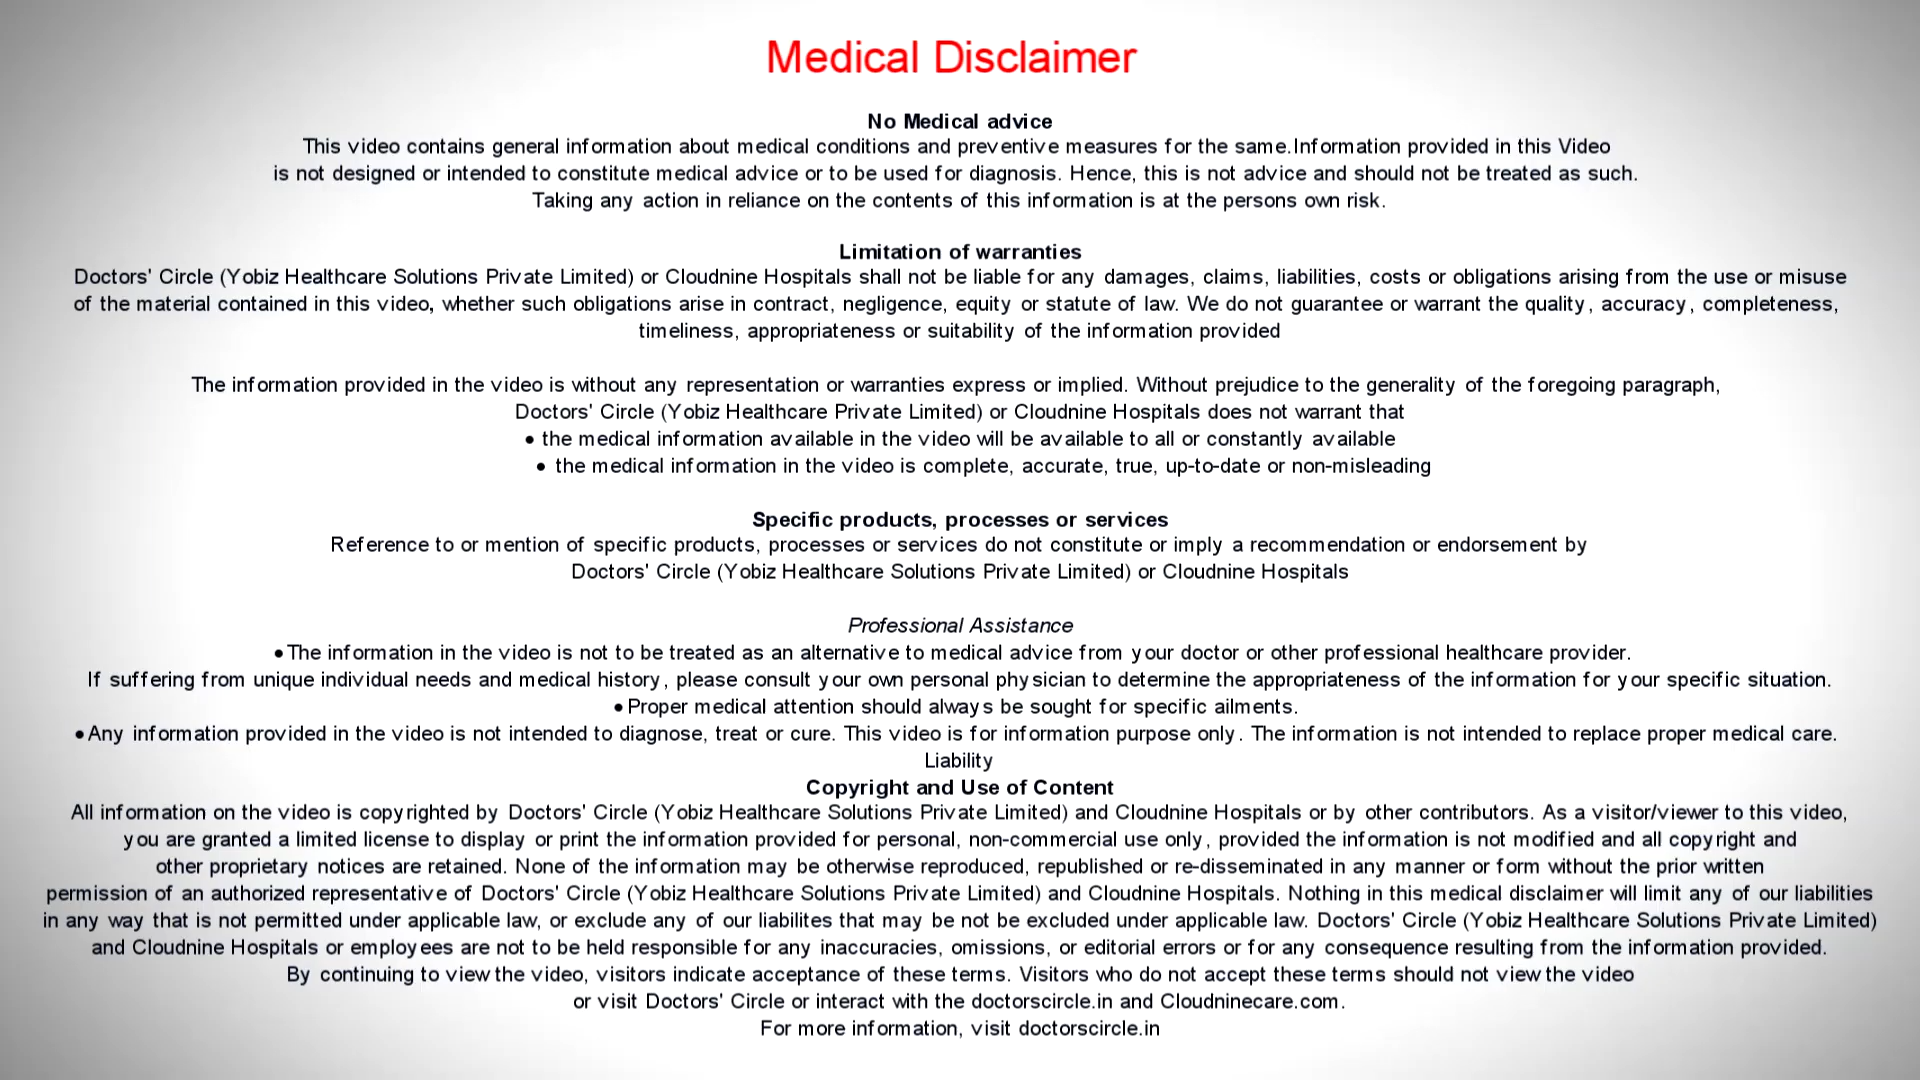 Medical Disclaimer
No Medical advice
This video contains general information about medical conditions and preventive measures for the same.Information provided in this Video
is not designed or intended to constitute medical advice or to be used for diagnosis. Hence, this is not advice and should not be treated as such.
Taking any action in reliance on the contents of this information is at the persons own risk.
Limitation of warranties
Doctors' Circle (Yobiz Healthcare Solutions Private Limited) or Cloudnine Hospitals shall not be liable for any damages, claims, liabilities, costs or obligations arising from the use or misuse
of the material contained in this video, whether such obligations arise in contract, negligence, equity or statute of law. We do not guarantee or warrant the quality, accuracy, completeness,
timeliness, appropriateness or suitability of the information provided
The information provided in the video is without any representation or warranties express or implied. Without prejudice to the generality of the foregoing paragraph,
Doctors' Circle (Yobiz Healthcare Private Limited) or Cloudnine Hospitals does not warrant that
• the medical information available in the video will be available to all or constantly available
• the medical information in the video is complete, accurate, true, up-to-date or non-misleading
Specific products, processes or services
Reference to or mention of specific products, processes or services do not constitute or imply a recommendation or endorsement by
Doctors' Circle (Yobiz Healthcare Solutions Private Limited) or Cloudnine Hospitals
Professional Assistance
•The information in the video is not to be treated as an alternative to medical advice from your doctor or other professional healthcare provider.
If suffering from unique individual needs and medical history, please consult your own personal physician to determine the appropriateness of the information for your specific situation.
•Proper medical attention should always be sought for specific ailments.
•Any information provided in the video is not intended to diagnose, treat or cure. This video is for information purpose only. The information is not intended to replace proper medical care.
Liability
Copyright and Use of Content
All information on the video is copyrighted by Doctors' Circle (Yobiz Healthcare Solutions Private Limited) and Cloudnine Hospitals or by other contributors. As a visitor/viewer to this video,
you are granted a limited license to display or print the information provided for personal, non-commercial use only, provided the information is not modified and all copyright and
other proprietary notices are retained. None of the information may be otherwise reproduced, republished or re-disseminated in any manner or form without the prior written
permission of an authorized representative of Doctors' Circle (Yobiz Healthcare Solutions Private Limited) and Cloudnine Hospitals. Nothing in this medical disclaimer will limit any of our liabilities
in any way that is not permitted under applicable law, or exclude any of our liabilites that may be not be excluded under applicable law. Doctors' Circle (Yobiz Healthcare Solutions Private Limited)
and Cloudnine Hospitals or employees are not to be held responsible for any inaccuracies, omissions, or editorial errors or for any consequence resulting from the information provided.
By continuing to view the video, visitors indicate acceptance of these terms. Visitors who do not accept these terms should not view the video
or visit Doctors' Circle or interact with the doctorscircle.in and Cloudninecare.com.
For more information, visit doctorscircle.in